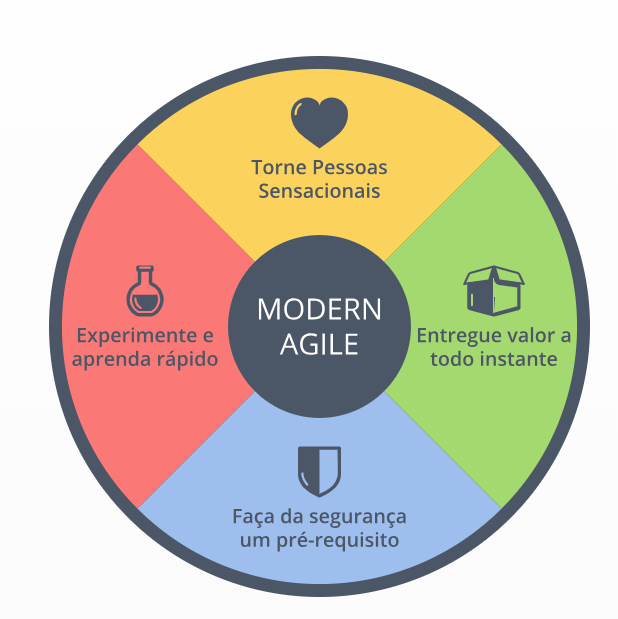 Torne Pessoas
Sensacionais
Experimente e
aprenda rápido
MODERN
AGILE
Entregue valor a
todo instante
Faça da segurança
um pré-requisito